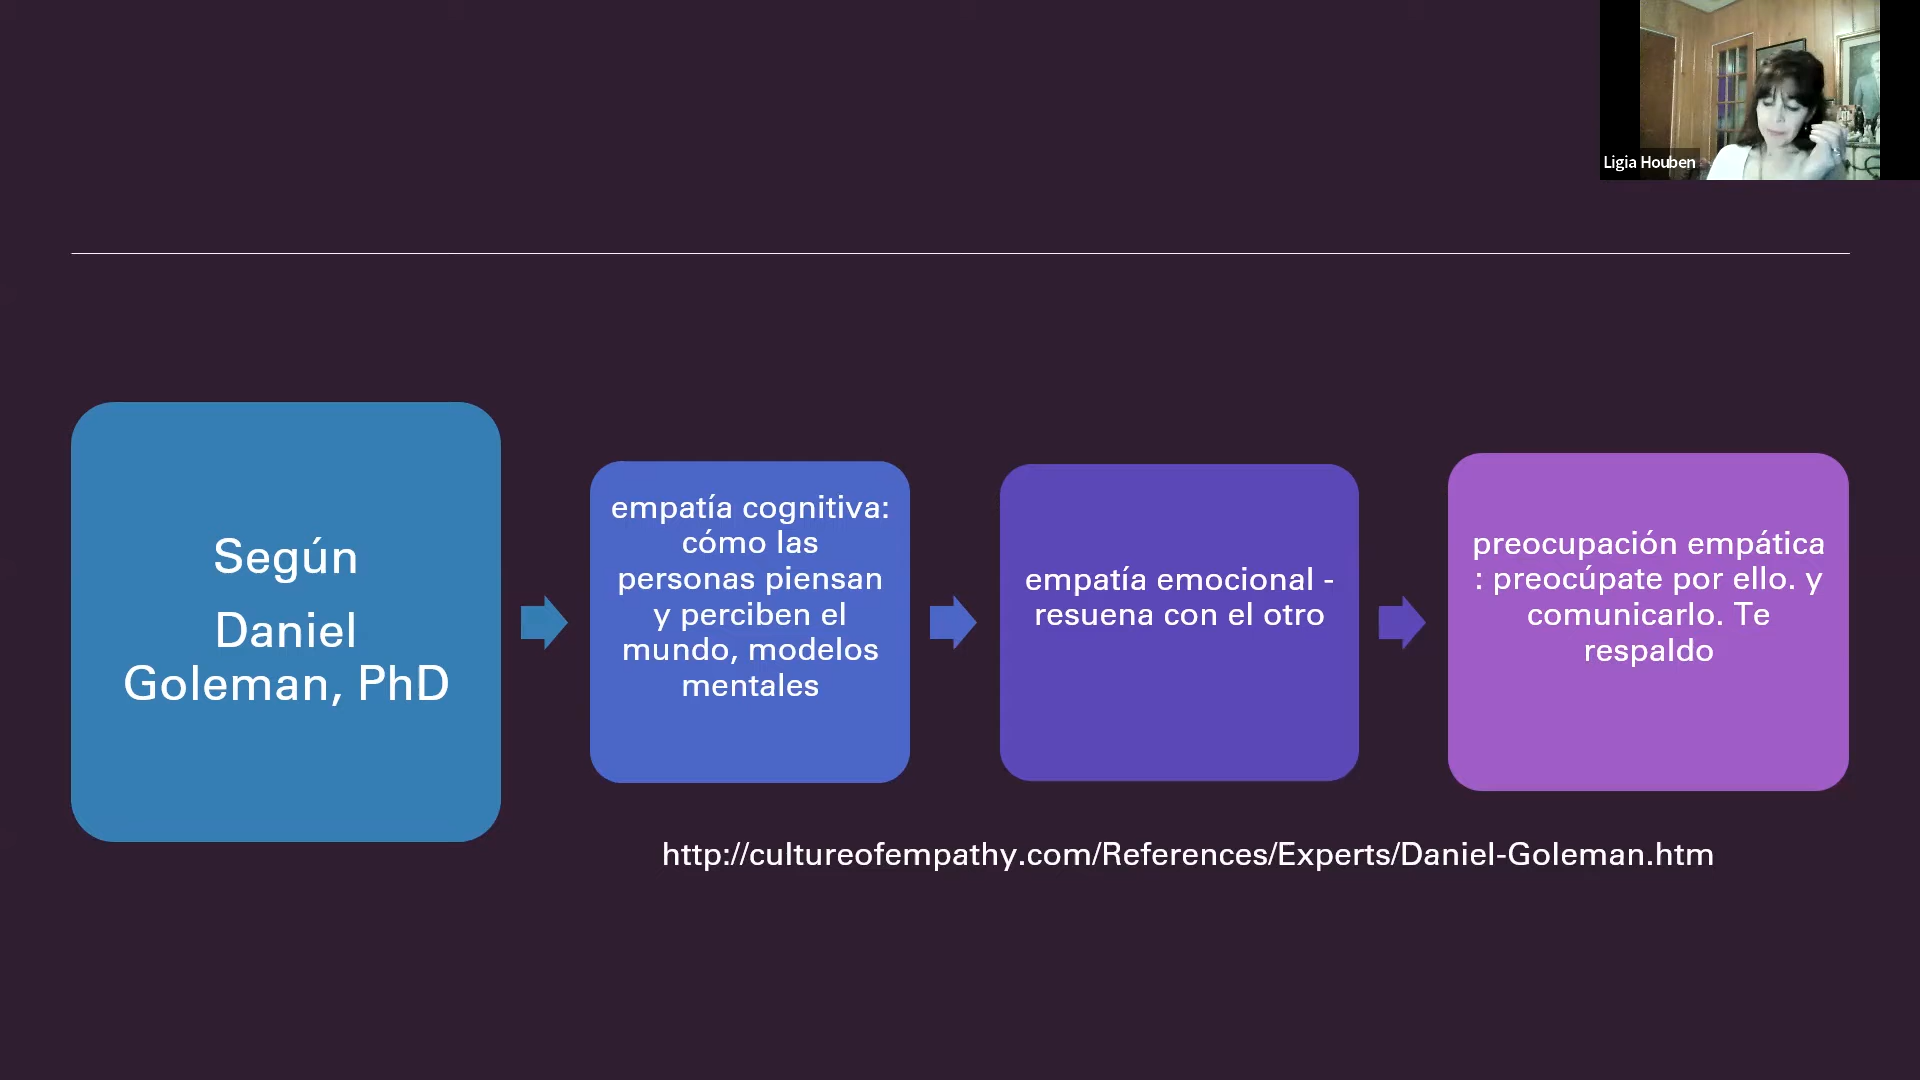 Ligia Houben
Según
Daniel
Goleman, PhD
empatía cognitiva:
cómo las
personas piensan
y perciben el
mundo, modelos
mentales
empatía emocional -
resuena con el otro
preocupación empática
: preocúpate por ello. y
comunicarlo. Te
respaldo
http://cultureofempathy.com/References/Experts/Daniel-Goleman.htm